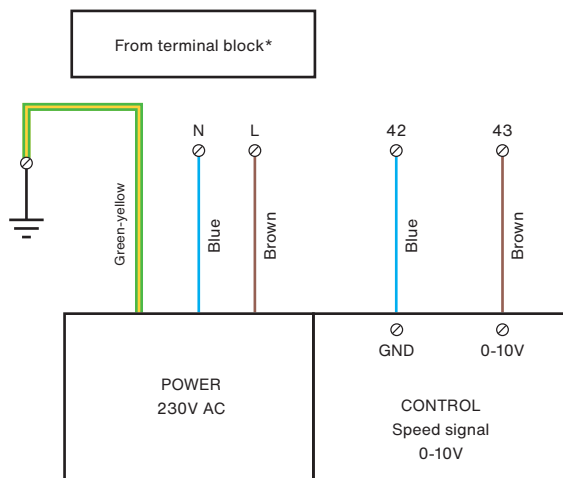 From terminal block*
N
L
42
43
Green-yellow
Blue
Brown
Blue
Brown
GND
0-10V
POWER
230V AC
CONTROL
Speed signal
0-10V